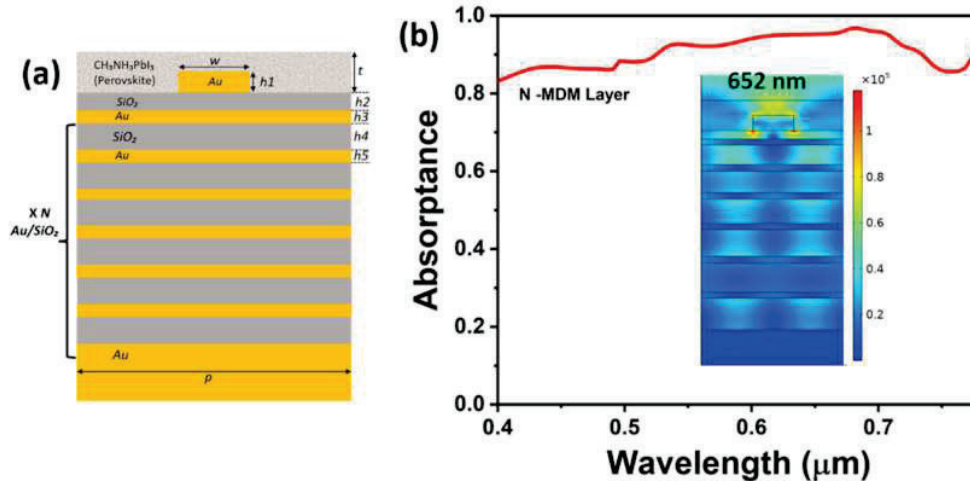 (a)
CH₃NH₃PbI₃
(Perovskite)
w
Au
h1
t
SiO₂
h2
Au
h3
SiO₂
h4
Au
h5
X N
Au/SiO₂
Au
p
(b)
1.0
0.8
0.6
0.4
0.2
0.0
Absorptance
N -MDM Layer
652 nm
x 10⁵
1
0.8
0.6
0.4
0.2
0.4
0.5
0.6
0.7
Wavelength (μm)